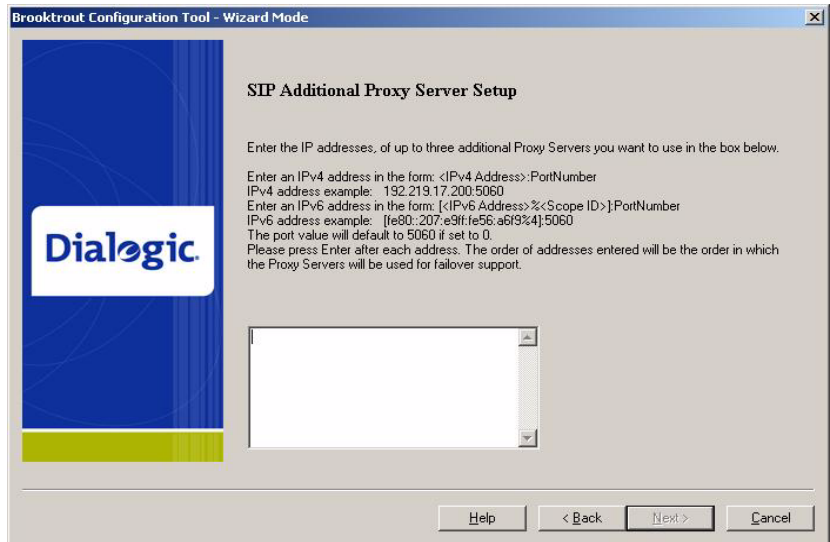 Brooktrout Configuration Tool - Wizard Mode
SIP Additional Proxy Server Setup
Enter the IP addresses, of up to three additional Proxy Servers you want to use in the box below.
Enter an IPv4 address in the form: <IPv4 Address>:PortNumber
IPv4 address example: 192.219.17.200:5060
Enter an IPv6 address in the form: [<IPv6 Address>%<Scope ID>]:PortNumber
IPv6 address example: [fe80::207:e9ff:fe56:a6f9%4]:5060
The port value will default to 5060 if set to 0.
Please press Enter after each address. The order of addresses entered will be the order in which
the Proxy Servers will be used for failover support.
Dialogic.
Help
< Back
Next >
Cancel